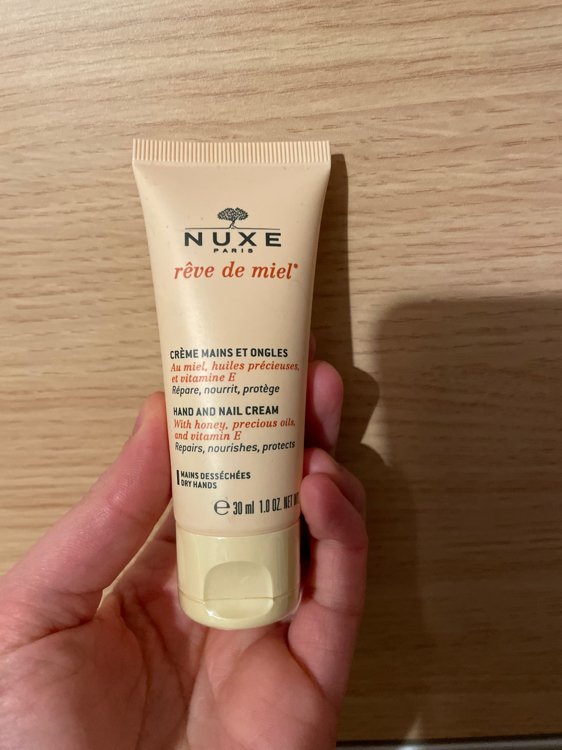 NUXE
PARIS
rêve de miel®
CRÈME MAINS ET ONGLES
Au miel, huiles précieuses,
et vitamine E
Répare, nourrit, protège
HAND AND NAIL CREAM
With honey, precious oils,
and vitamin E
Repairs, nourishes, protects
MAINS DESSÉCHÉES
DRY HANDS
℮ 30 ml 1.0 OZ. NET